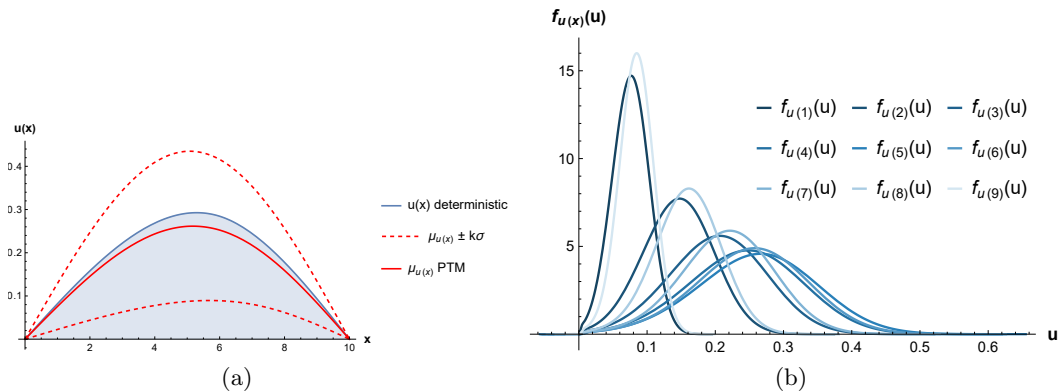 u(x)
0.4
0.3
0.2
0.1
2
4
6
8
10
x
u(x) deterministic
μu(x) ± kσ
μu(x) PTM
(a)
fu(x)(u)
15
10
5
0.1
0.2
0.3
0.4
0.5
0.6
u
fu(1)(u) fu(2)(u) fu(3)(u)
fu(4)(u) fu(5)(u) fu(6)(u)
fu(7)(u) fu(8)(u) fu(9)(u)
(b)